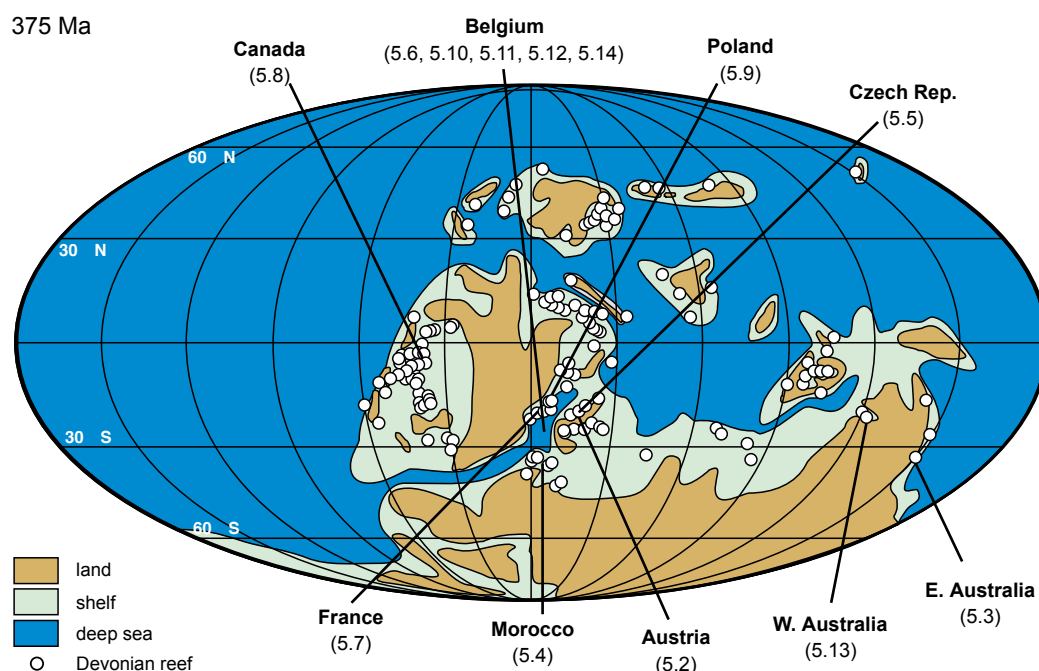 375 Ma
Belgium
(5.6, 5.10, 5.11, 5.12, 5.14)
Canada
(5.8)
Poland
(5.9)
Czech Rep.
(5.5)
60 N
30 N
30 S
60 S
land
shelf
deep sea
Devonian reef
France
(5.7)
Morocco
(5.4)
Austria
(5.2)
W. Australia
(5.13)
E. Australia
(5.3)